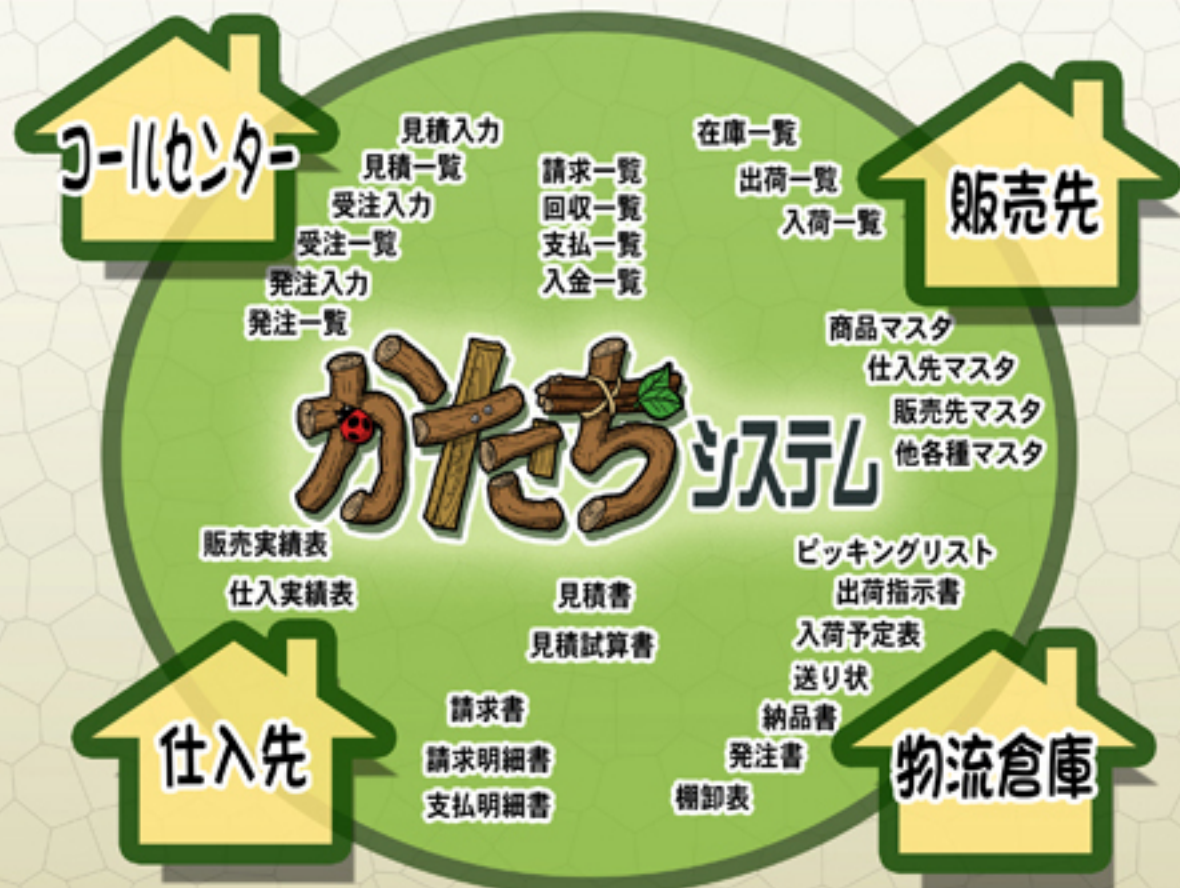 コールセンター
見積入力
見積一覧
受注入力
受注一覧
発注入力
発注一覧
請求一覧
回収一覧
支払一覧
入金一覧
在庫一覧
出荷一覧
入荷一覧
販売先
商品マスタ
仕入先マスタ
販売先マスタ
他各種マスタ
かたちシステム
販売実績表
仕入実績表
見積書
見積試算書
ピッキングリスト
出荷指示書
入荷予定表
送り状
納品書
発注書
棚卸表
請求書
請求明細書
支払明細書
仕入先
物流倉庫